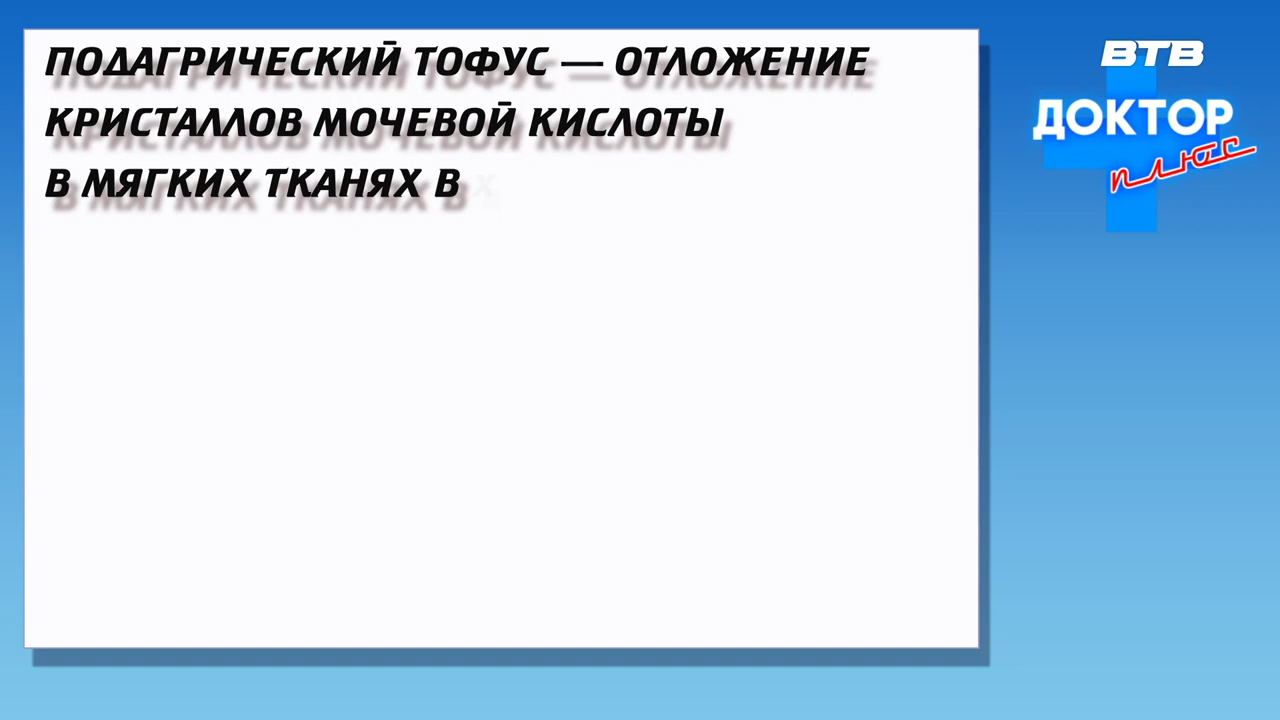 ПОДАГРИЧЕСКИЙ ТОФУС — ОТЛОЖЕНИЕ
КРИСТАЛЛОВ МОЧЕВОЙ КИСЛОТЫ
В МЯГКИХ ТКАНЯХ В
ВТВ
ДОКТОР
плюс